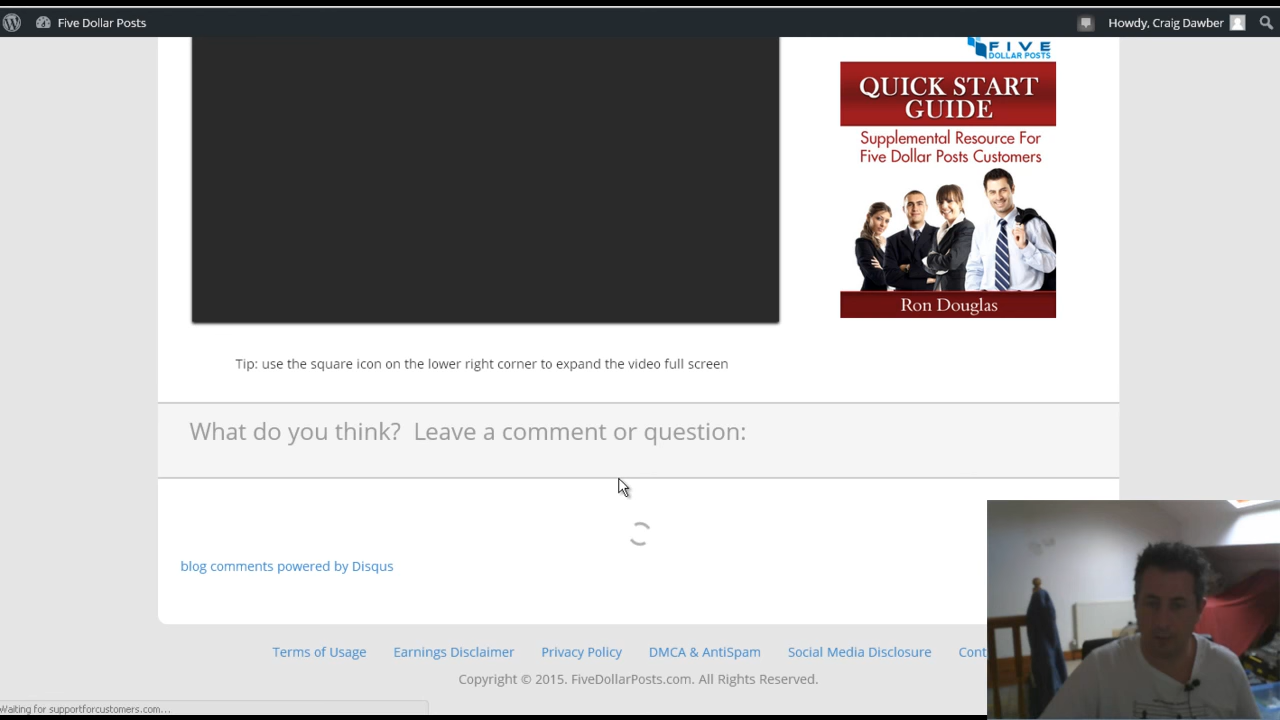 Five Dollar Posts
Howdy, Craig Dawber
FIVE
DOLLAR POSTS
QUICK START
GUIDE
Supplemental Resource For
Five Dollar Posts Customers
Ron Douglas
Tip: use the square icon on the lower right corner to expand the video full screen
What do you think? Leave a comment or question:
blog comments powered by Disqus
Terms of Usage Earnings Disclaimer Privacy Policy DMCA & AntiSpam Social Media Disclosure Cont
Copyright © 2015. FiveDollarPosts.com. All Rights Reserved.
Waiting for supportforcustomers.com...